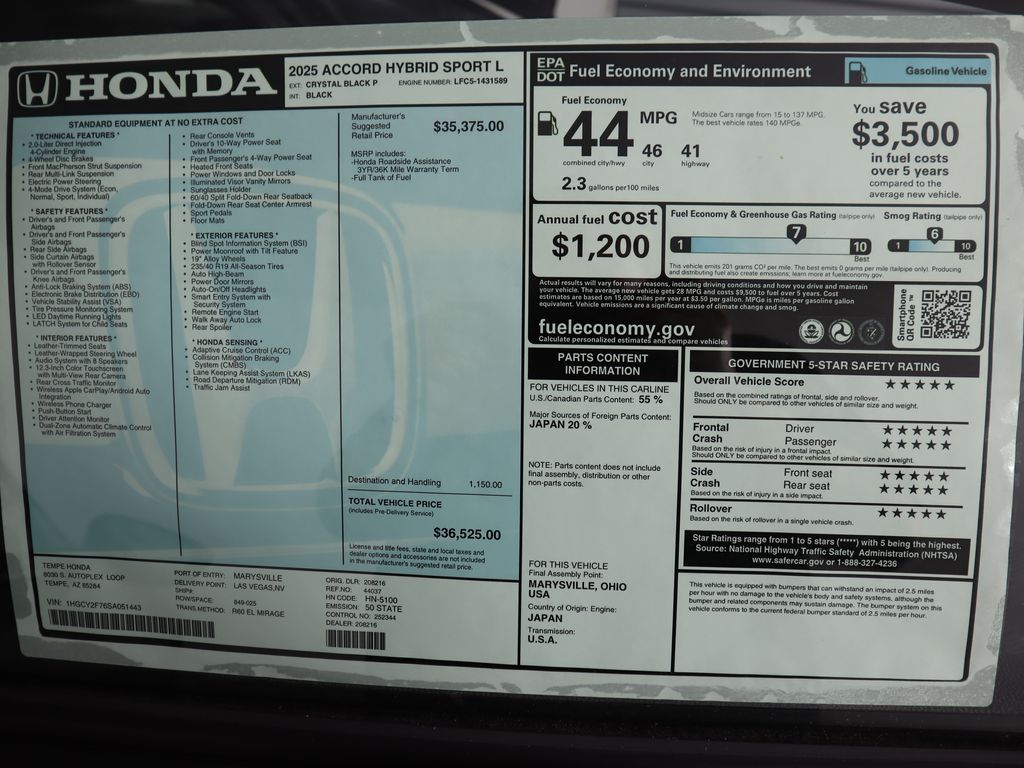 HONDA
2025 ACCORD HYBRID SPORT L
EXT: CRYSTAL BLACK P ENGINE NUMBER: LFC5-1431589
INT: BLACK
STANDARD EQUIPMENT AT NO EXTRA COST
* TECHNICAL FEATURES *
• 2.0-Liter Direct Injection
4-Cylinder Engine
• 4-Wheel Disc Brakes
• Front MacPherson Strut Suspension
• Rear Multi-Link Suspension
• Electric Power Steering
• 4-Mode Drive System (Econ,
Normal, Sport, Individual)
* SAFETY FEATURES *
• Driver's and Front Passenger's
Airbags
• Driver's and Front Passenger's
Side Airbags
• Rear Side Airbags
• Side Curtain Airbags
with Rollover Sensor
• Driver's and Front Passenger's
Knee Airbags
• Anti-Lock Braking System (ABS)
• Electronic Brake Distribution (EBD)
• Vehicle Stability Assist (VSA)
• Tire Pressure Monitoring System
• LED Daytime Running Lights
• LATCH System for Child Seats
* INTERIOR FEATURES *
• Leather-Trimmed Seats
• Leather-Wrapped Steering Wheel
• Audio System with 8 Speakers
• 12.3-Inch Color Touchscreen
with Multi-View Rear Camera
• Rear Cross Traffic Monitor
• Wireless Apple CarPlay/Android Auto
Integration
• Wireless Phone Charger
• Push-Button Start
• Driver Attention Monitor
• Dual-Zone Automatic Climate Control
with Air Filtration System
• Rear Console Vents
• Driver's 10-Way Power Seat
with Memory
• Front Passenger's 4-Way Power Seat
• Heated Front Seats
• Power Windows and Door Locks
• Illuminated Visor Vanity Mirrors
• Sunglasses Holder
• 60/40 Split Fold-Down Rear Seatback
• Fold-Down Rear Seat Center Armrest
• Sport Pedals
• Floor Mats
* EXTERIOR FEATURES *
• Blind Spot Information System (BSI)
• Power Moonroof with Tilt Feature
• 19" Alloy Wheels
• 235/40 R19 All-Season Tires
• Auto High-Beam
• Power Door Mirrors
• Auto-On/Off Headlights
• Smart Entry System with
Security System
• Remote Engine Start
• Walk Away Auto Lock
• Rear Spoiler
* HONDA SENSING *
• Adaptive Cruise Control (ACC)
• Collision Mitigation Braking
System (CMBS)
• Lane Keeping Assist System (LKAS)
• Road Departure Mitigation (RDM)
• Traffic Jam Assist
Manufacturer's
Suggested
Retail Price $35,375.00
MSRP includes:
-Honda Roadside Assistance
3YR/36K Mile Warranty Term
-Full Tank of Fuel
Destination and Handling 1,150.00
TOTAL VEHICLE PRICE
(includes Pre-Delivery Service)
$36,525.00
License and title fees, state and local taxes and
dealer options and accessories are not included
in the manufacturer's suggested retail price.
TEMPE HONDA
8030 S. AUTOPLEX LOOP
TEMPE, AZ 85284
VIN: 1HGCY2F76SA051443
PORT OF ENTRY: MARYSVILLE
DELIVERY POINT: LAS VEGAS,NV
SHIP#:
ROW/SPACE: 849-025
TRANS.METHOD: R60 EL MIRAGE
ORIG. DLR: 208216
REF.NO: 44037
HN CODE: HN-5100
EMISSION: 50 STATE
CONTROL NO: 252344
DEALER: 208216
EPA
DOT Fuel Economy and Environment
Gasoline Vehicle
Fuel Economy
44 MPG
combined city/hwy
46 city
41 highway
2.3 gallons per 100 miles
Midsize Cars range from 15 to 137 MPG.
The best vehicle rates 140 MPGe.
You save
$3,500
in fuel costs
over 5 years
compared to the
average new vehicle.
Annual fuel cost
$1,200
Fuel Economy & Greenhouse Gas Rating (tailpipe only)
1 7 10
Best
Smog Rating (tailpipe only)
1 6 10
Best
This vehicle emits 201 grams CO² per mile. The best emits 0 grams per mile (tailpipe only). Producing
and distributing fuel also create emissions; learn more at fueleconomy.gov.
Actual results will vary for many reasons, including driving conditions and how you drive and maintain
your vehicle. The average new vehicle gets 28 MPG and costs $9,500 to fuel over 5 years. Cost
estimates are based on 15,000 miles per year at $3.50 per gallon. MPGe is miles per gasoline gallon
equivalent. Vehicle emissions are a significant cause of climate change and smog.
fueleconomy.gov
Calculate personalized estimates and compare vehicles
Smartphone
QR Code ™
PARTS CONTENT
INFORMATION
FOR VEHICLES IN THIS CARLINE
U.S./Canadian Parts Content: 55 %
Major Sources of Foreign Parts Content:
JAPAN 20 %
NOTE: Parts content does not include
final assembly, distribution or other
non-parts costs.
FOR THIS VEHICLE
Final Assembly Point:
MARYSVILLE, OHIO
USA
Country of Origin: Engine:
JAPAN
Transmission:
U.S.A.
GOVERNMENT 5-STAR SAFETY RATING
Overall Vehicle Score ★★★★★
Based on the combined ratings of frontal, side and rollover.
Should ONLY be compared to other vehicles of similar size and weight.
Frontal Driver ★★★★★
Crash Passenger ★★★★★
Based on the risk of injury in a frontal impact.
Should ONLY be compared to other vehicles of similar size and weight.
Side Front seat ★★★★★
Crash Rear seat ★★★★★
Based on the risk of injury in a side impact.
Rollover ★★★★★
Based on the risk of rollover in a single vehicle crash.
Star Ratings range from 1 to 5 stars (*****) with 5 being the highest.
Source: National Highway Traffic Safety Administration (NHTSA)
www.safercar.gov or 1-888-327-4236
This vehicle is equipped with bumpers that can withstand an impact of 2.5 miles
per hour with no damage to the vehicle's body and safety systems, although the
bumper and related components may sustain damage. The bumper system on this
vehicle conforms to the current federal bumper standard of 2.5 miles per hour.